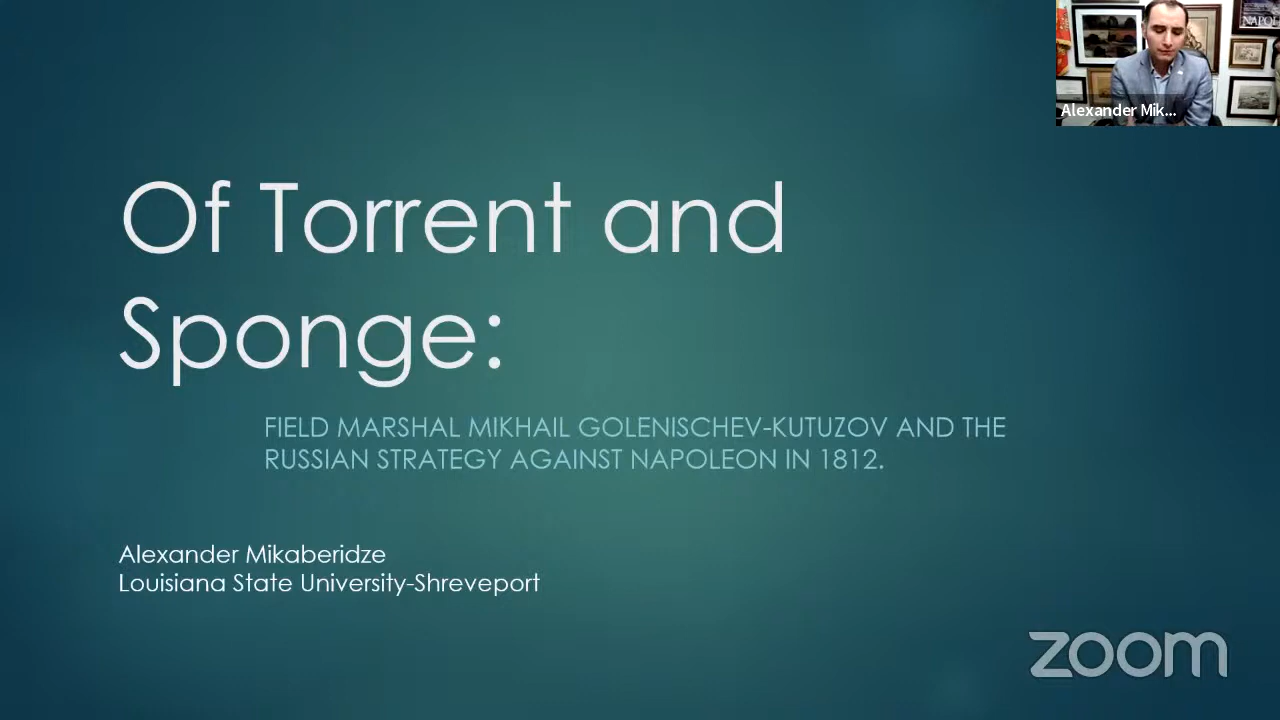 NAPOL
Alexander Mik...
Of Torrent and
Sponge:
FIELD MARSHAL MIKHAIL GOLENISCHEV-KUTUZOV AND THE
RUSSIAN STRATEGY AGAINST NAPOLEON IN 1812.
Alexander Mikaberidze
Louisiana State University-Shreveport
zoom